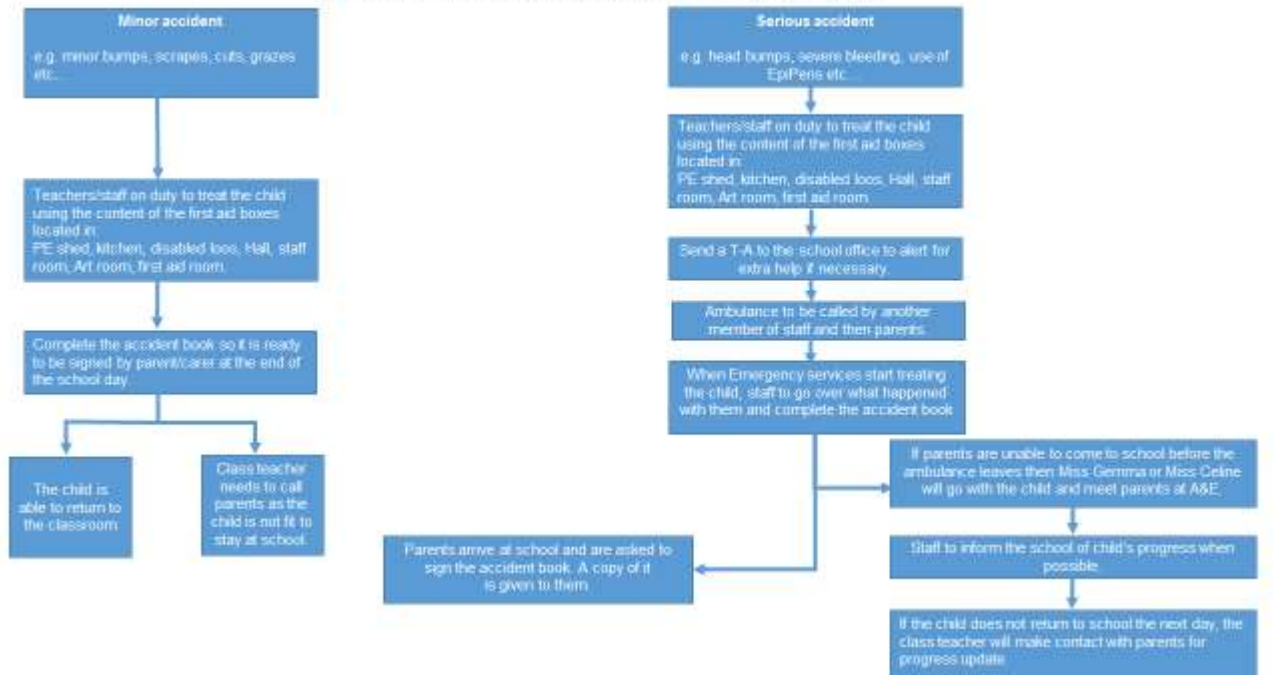 Minor accident
e.g. minor bumps, scrapes, cuts, grazes
etc...
Teachers/staff on duty to treat the child
using the content of the first aid boxes
located in:
PE shed, kitchen, disabled loos, Hall, staff
room, Art room, first aid room.
Complete the accident book so it is ready
to be signed by parent/carer at the end of
the school day.
The child is
able to return to
the classroom
Class teacher
needs to call
parents as the
child is not fit to
stay at school.
Serious accident
e.g. head bumps, severe bleeding, use of
EpiPens etc...
Teachers/staff on duty to treat the child
using the content of the first aid boxes
located in:
PE shed, kitchen, disabled loos, Hall, staff
room, Art room, first aid room.
Send a T-A to the school office to alert for
extra help if necessary.
Ambulance to be called by another
member of staff and then parents.
When Emergency services start treating
the child, staff to go over what happened
with them and complete the accident book
Parents arrive at school and are asked to
sign the accident book. A copy of it
is given to them
If parents are unable to come to school before the
ambulance leaves then Miss Gemma or Miss Celine
will go with the child and meet parents at A&E.
Staff to inform the school of child's progress when
possible
If the child does not return to school the next day, the
class teacher will make contact with parents for
progress update